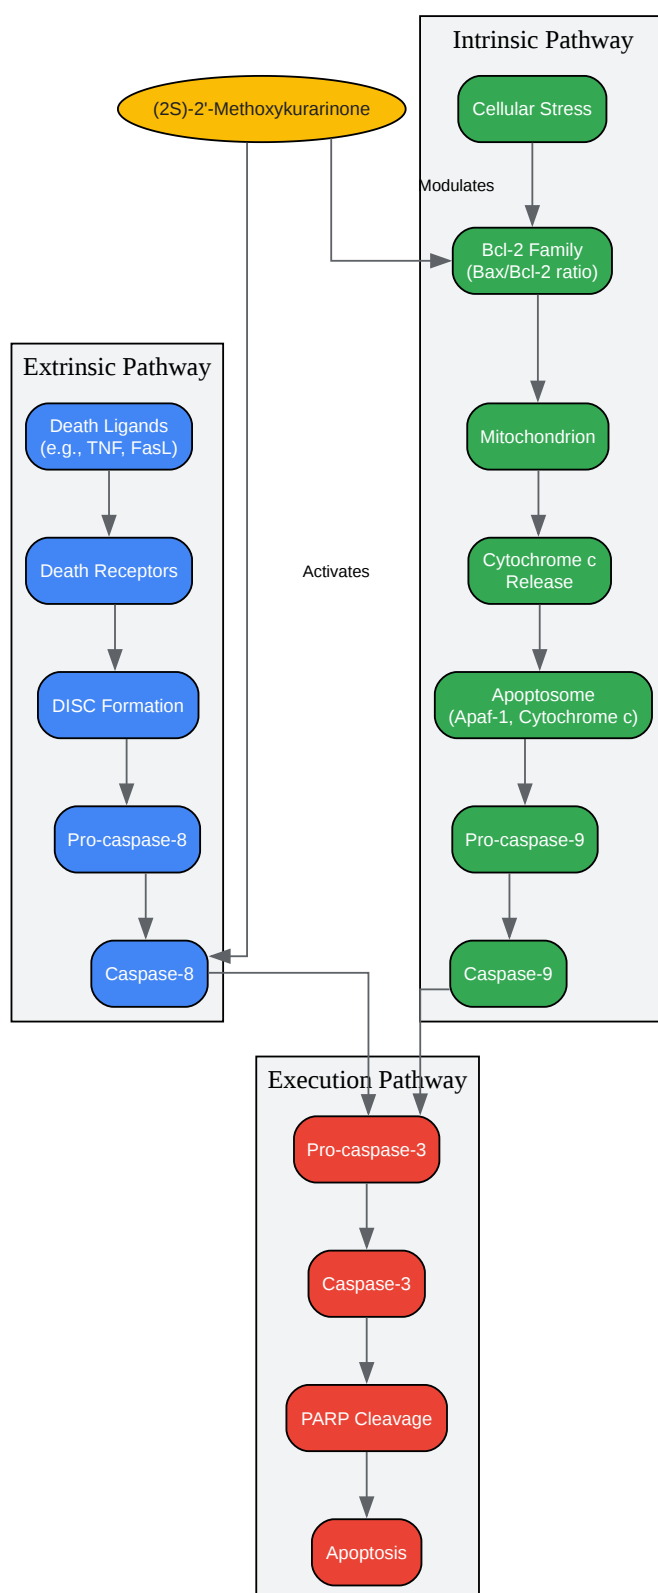 Intrinsic Pathway
(2S)-2'-Methoxykurarinone
Cellular Stress
Modulates
Bcl-2 Family
(Bax/Bcl-2 ratio)
Extrinsic Pathway
Death Ligands
(e.g., TNF, FasL)
Mitochondrion
Death Receptors
Activates
Cytochrome c
Release
DISC Formation
Apoptosome
(Apaf-1, Cytochrome c)
Pro-caspase-8
Pro-caspase-9
Caspase-8
Caspase-9
Execution Pathway
Pro-caspase-3
Caspase-3
PARP Cleavage
Apoptosis